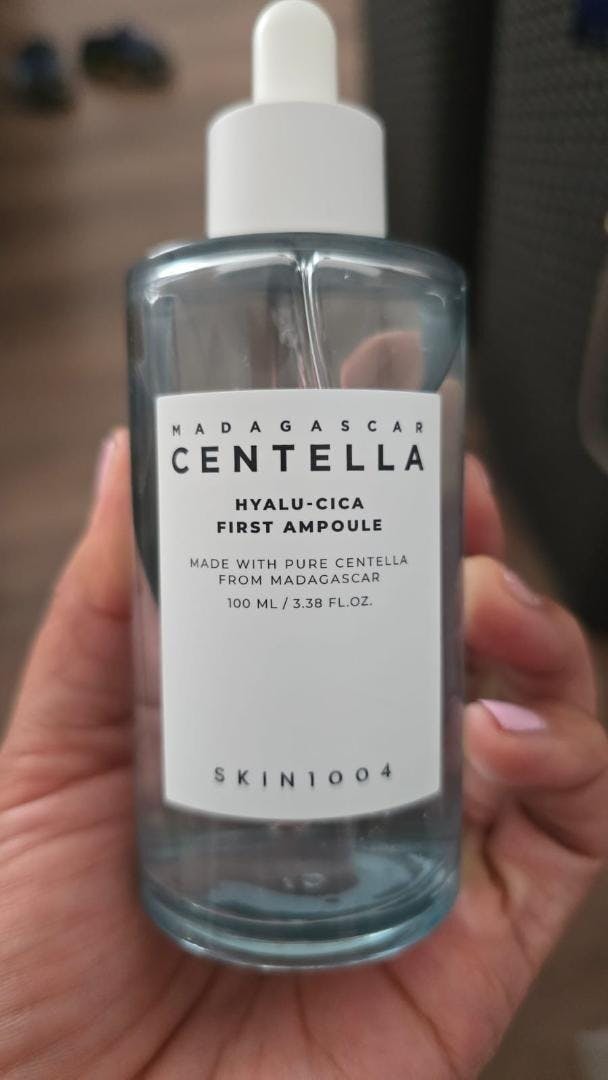 MADAGASCAR
CENTELLA
HYALU-CICA
FIRST AMPOULE
MADE WITH PURE CENTELLA
FROM MADAGASCAR
100 ML / 3.38 FL.OZ.
SKIN1004